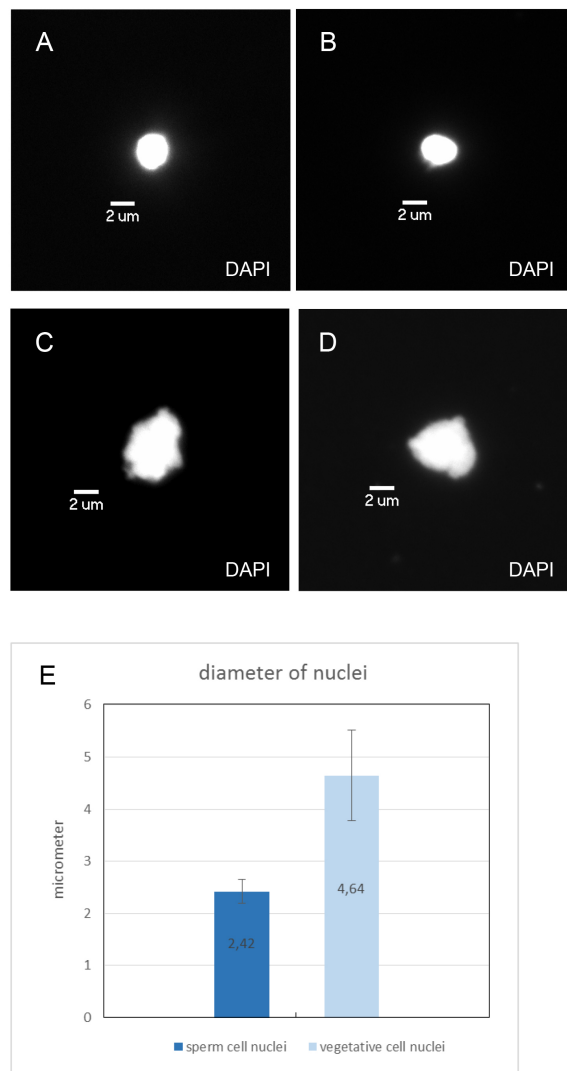 A
2 um
DAPI
B
2 um
DAPI
C
2 um
DAPI
D
2 um
DAPI
E
diameter of nuclei
6
5
4
3
2
1
0
micrometer
2,42
4,64
sperm cell nuclei
vegetative cell nuclei